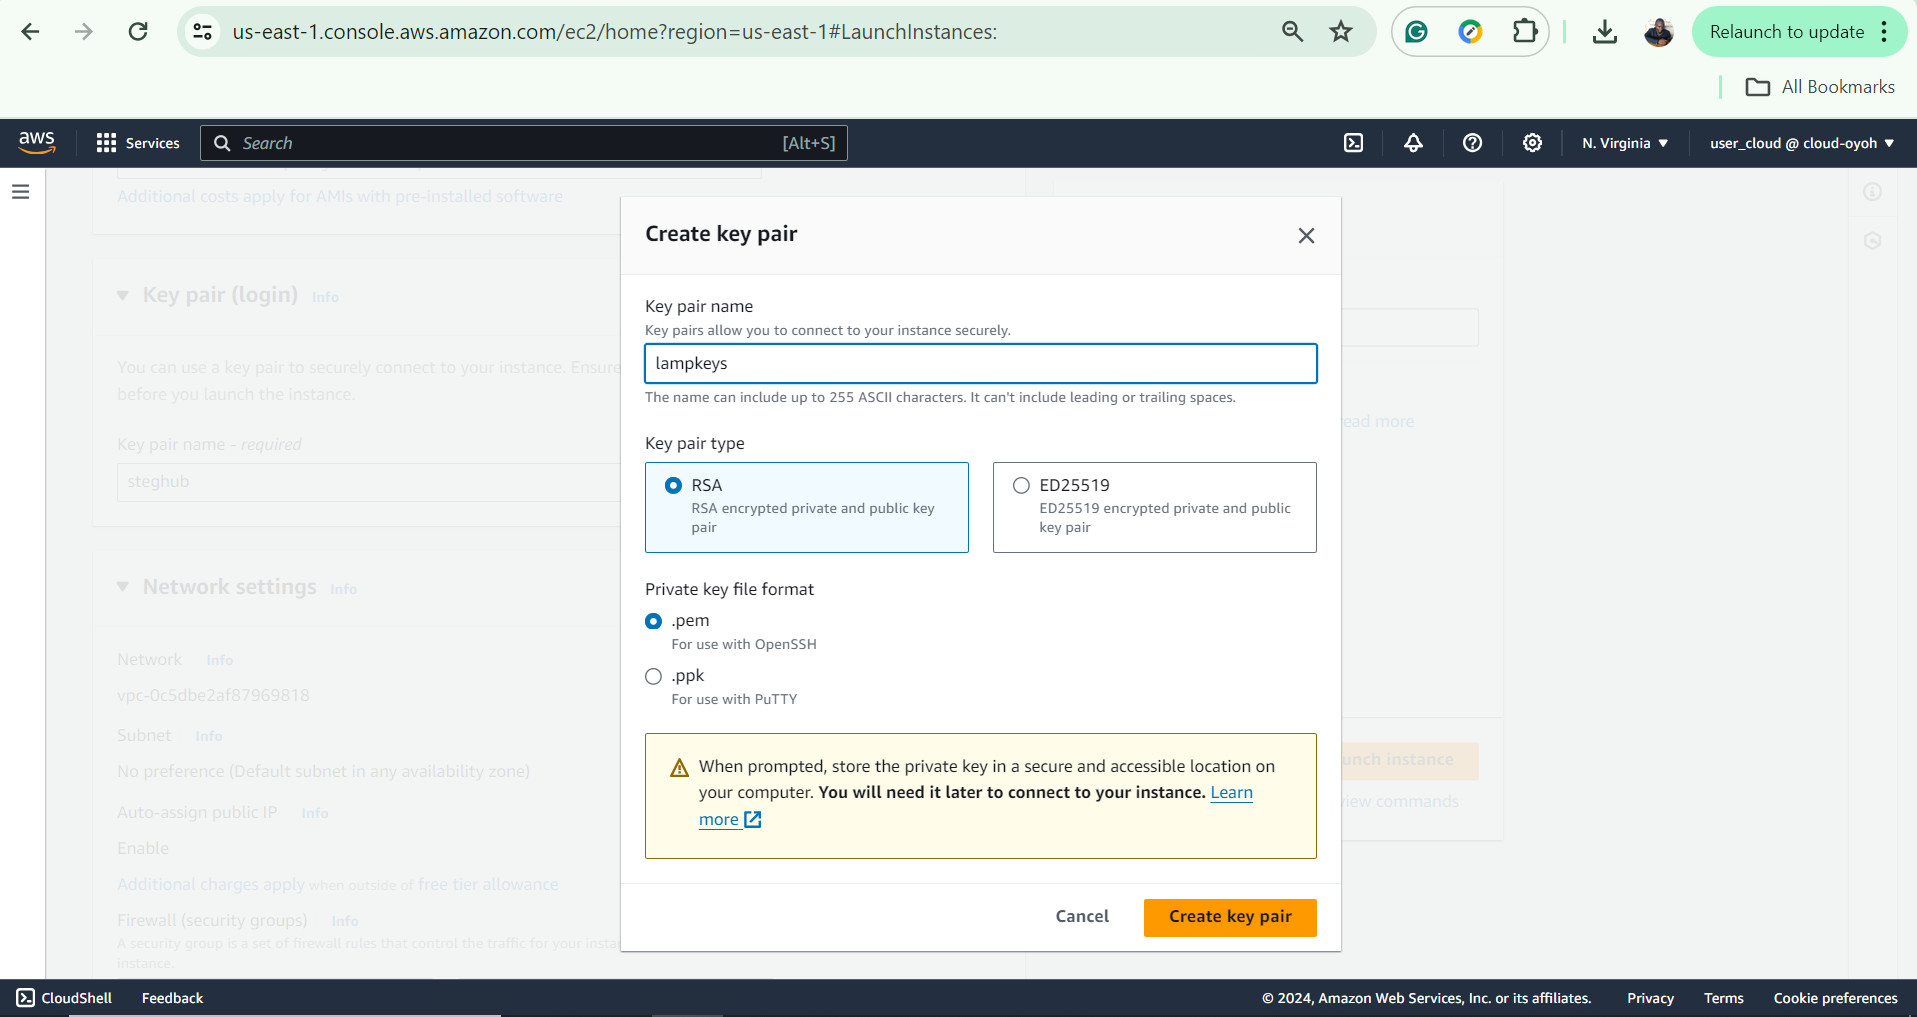 us-east-1.console.aws.amazon.com/ec2/home?region=us-east-1#LaunchInstances:
Relaunch to update
All Bookmarks
aws
Services
Search
[Alt+S]
N. Virginia
user_cloud @ cloud-oyoh
Additional costs apply for AMIs with pre-installed software
Key pair (login) Info
You can use a key pair to securely connect to your instance. Ensure
before you launch the instance.
Key pair name - required
steghub
Network settings Info
Network Info
vpc-0c5dbe2af87969818
Subnet Info
No preference (Default subnet in any availability zone)
Auto-assign public IP Info
Enable
Additional charges apply when outside of free tier allowance
Firewall (security groups) Info
A security group is a set of firewall rules that control the traffic for your
instance.
Create key pair
Key pair name
Key pairs allow you to connect to your instance securely.
lampkeys
The name can include up to 255 ASCII characters. It can't include leading or trailing spaces.
Key pair type
RSA
RSA encrypted private and public key
pair
ED25519
ED25519 encrypted private and public
key pair
Private key file format
.pem
For use with OpenSSH
.ppk
For use with PuTTY
When prompted, store the private key in a secure and accessible location on
your computer. You will need it later to connect to your instance. Learn
more
Cancel
Create key pair
ead more
unch instance
iew commands
CloudShell
Feedback
© 2024, Amazon Web Services, Inc. or its affiliates.
Privacy
Terms
Cookie preferences